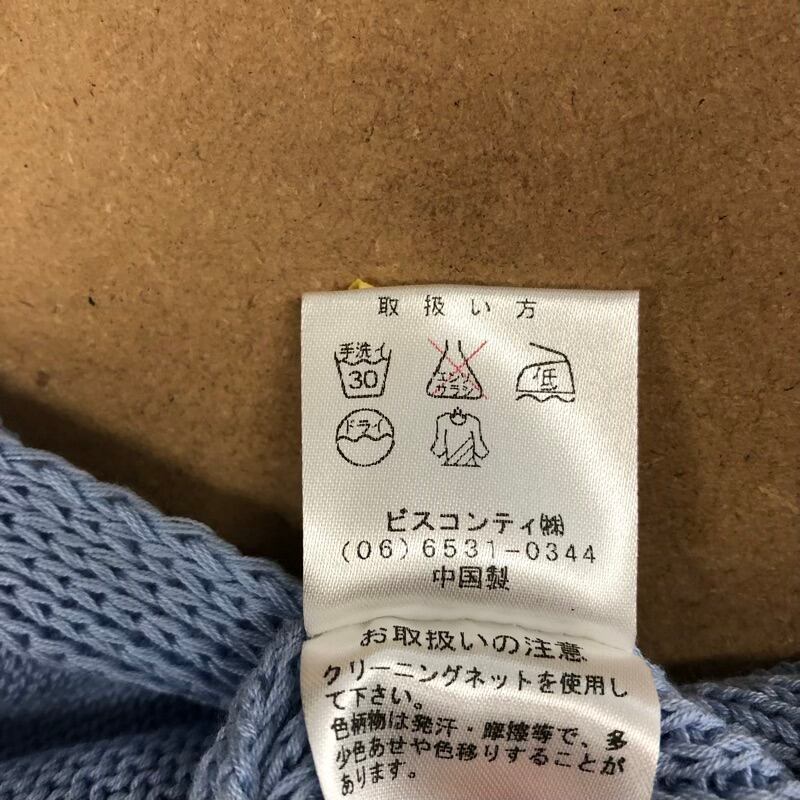 取扱い方
手洗イ
30
エンソ
サラシ
低
ドライ
ビスコンティ㈱
(06)6531-0344
中国製
お取扱いの注意
クリーニングネットを使用し
て下さい。
色柄物は発汗・摩擦等で、多
少色あせや色移りすることが
あります。